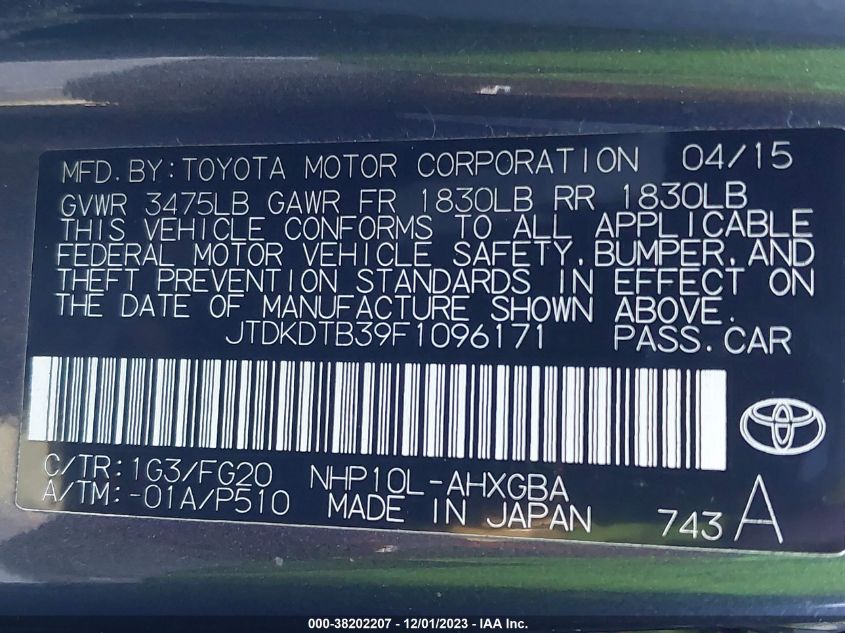 MFD. BY: TOYOTA MOTOR CORPORATION 04/15
GVWR 3475LB GAWR FR 1830LB RR 1830LB
THIS VEHICLE CONFORMS TO ALL APPLICABLE
FEDERAL MOTOR VEHICLE SAFETY, BUMPER, AND
THEFT PREVENTION STANDARDS IN EFFECT ON
THE DATE OF MANUFACTURE SHOWN ABOVE.
JTDKDTB39F1096171 PASS. CAR
C/TR: 1G3/FG20 NHP10L-AHXGBA
A/TM: -01A/P510 MADE IN JAPAN 743 A
000-38202207 - 12/01/2023 - IAA Inc.